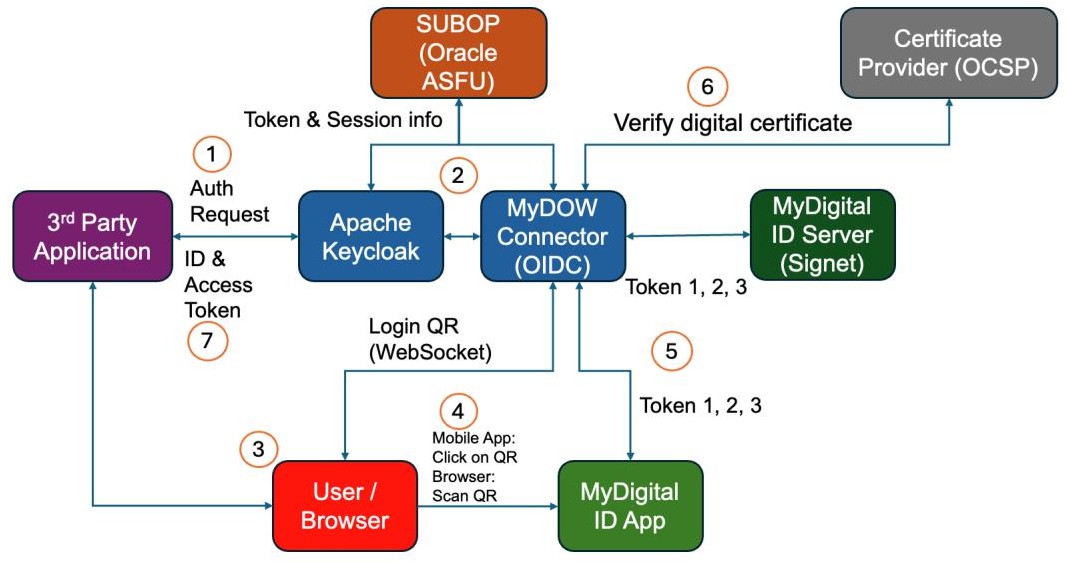 SUBOP
(Oracle
ASFU)
Certificate
Provider (OCSP)
6
Token & Session info
Verify digital certificate
1
Auth
Request
2
3rd Party
Application
Apache
Keycloak
MyDOW
Connector
(OIDC)
MyDigital
ID Server
(Signet)
ID &
Access
Token
7
Token 1, 2, 3
Login QR
(WebSocket)
5
Token 1, 2, 3
4
Mobile App:
Click on QR
Browser:
Scan QR
3
User /
Browser
MyDigital
ID App